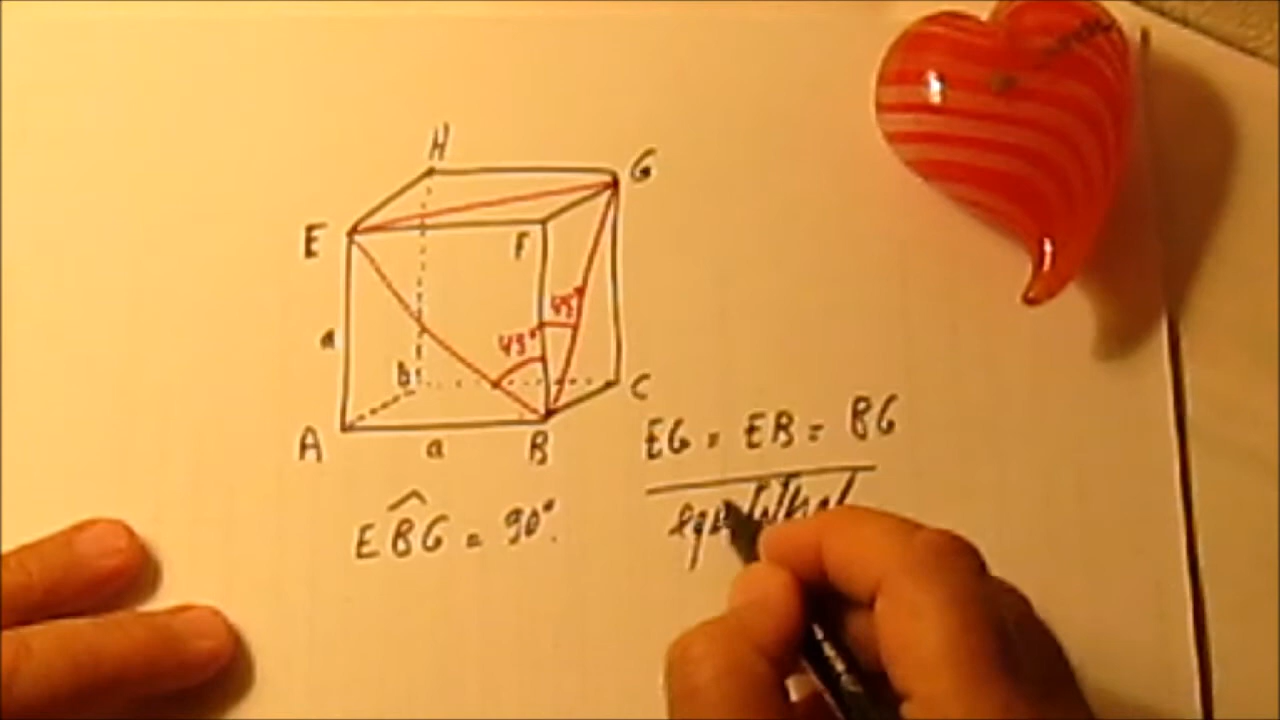 H
G
E
F
45°
45°
a
b
C
A
a
B
EG = EB = BG
EBG = 90°.